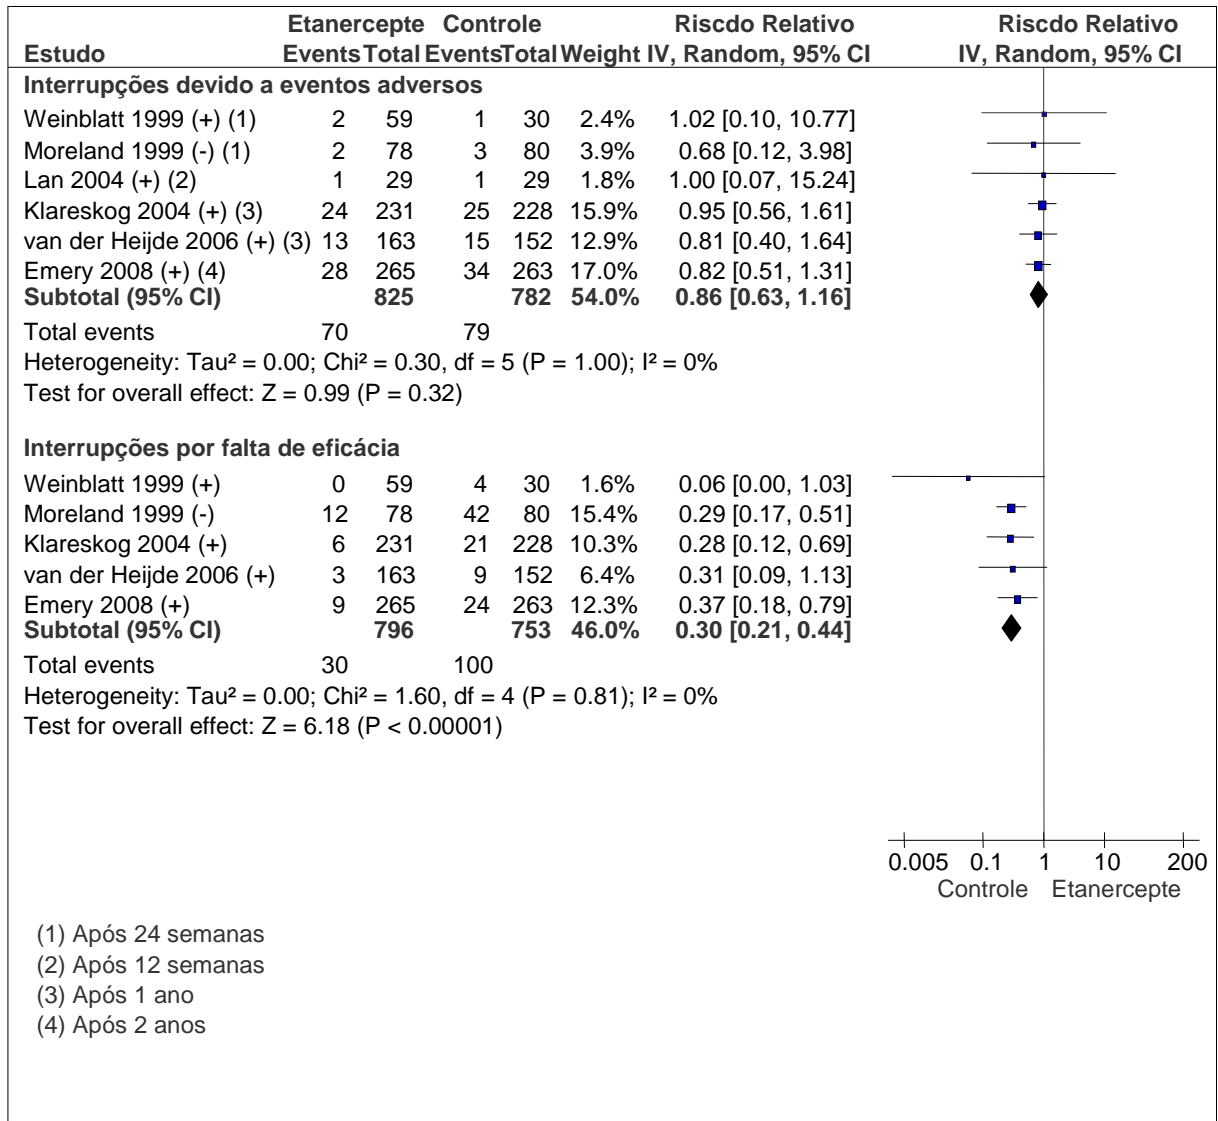 Etanercepte Controle Riscdo Relativo Riscdo Relativo
Estudo Events Total Events Total Weight IV, Random, 95% CI IV, Random, 95% CI
Interrupções devido a eventos adversos
Weinblatt 1999 (+) (1) 2 59 1 30 2.4% 1.02 [0.10, 10.77]
Moreland 1999 (-) (1) 2 78 3 80 3.9% 0.68 [0.12, 3.98]
Lan 2004 (+) (2) 1 29 1 29 1.8% 1.00 [0.07, 15.24]
Klareskog 2004 (+) (3) 24 231 25 228 15.9% 0.95 [0.56, 1.61]
van der Heijde 2006 (+) (3) 13 163 15 152 12.9% 0.81 [0.40, 1.64]
Emery 2008 (+) (4) 28 265 34 263 17.0% 0.82 [0.51, 1.31]
Subtotal (95% CI) 825 782 54.0% 0.86 [0.63, 1.16]
Total events 70 79
Heterogeneity: Tau² = 0.00; Chi² = 0.30, df = 5 (P = 1.00); I² = 0%
Test for overall effect: Z = 0.99 (P = 0.32)
Interrupções por falta de eficácia
Weinblatt 1999 (+) 0 59 4 30 1.6% 0.06 [0.00, 1.03]
Moreland 1999 (-) 12 78 42 80 15.4% 0.29 [0.17, 0.51]
Klareskog 2004 (+) 6 231 21 228 10.3% 0.28 [0.12, 0.69]
van der Heijde 2006 (+) 3 163 9 152 6.4% 0.31 [0.09, 1.13]
Emery 2008 (+) 9 265 24 263 12.3% 0.37 [0.18, 0.79]
Subtotal (95% CI) 796 753 46.0% 0.30 [0.21, 0.44]
Total events 30 100
Heterogeneity: Tau² = 0.00; Chi² = 1.60, df = 4 (P = 0.81); I² = 0%
Test for overall effect: Z = 6.18 (P < 0.00001)
0.005 0.1 1 10 200
Controle Etanercepte
(1) Após 24 semanas
(2) Após 12 semanas
(3) Após 1 ano
(4) Após 2 anos